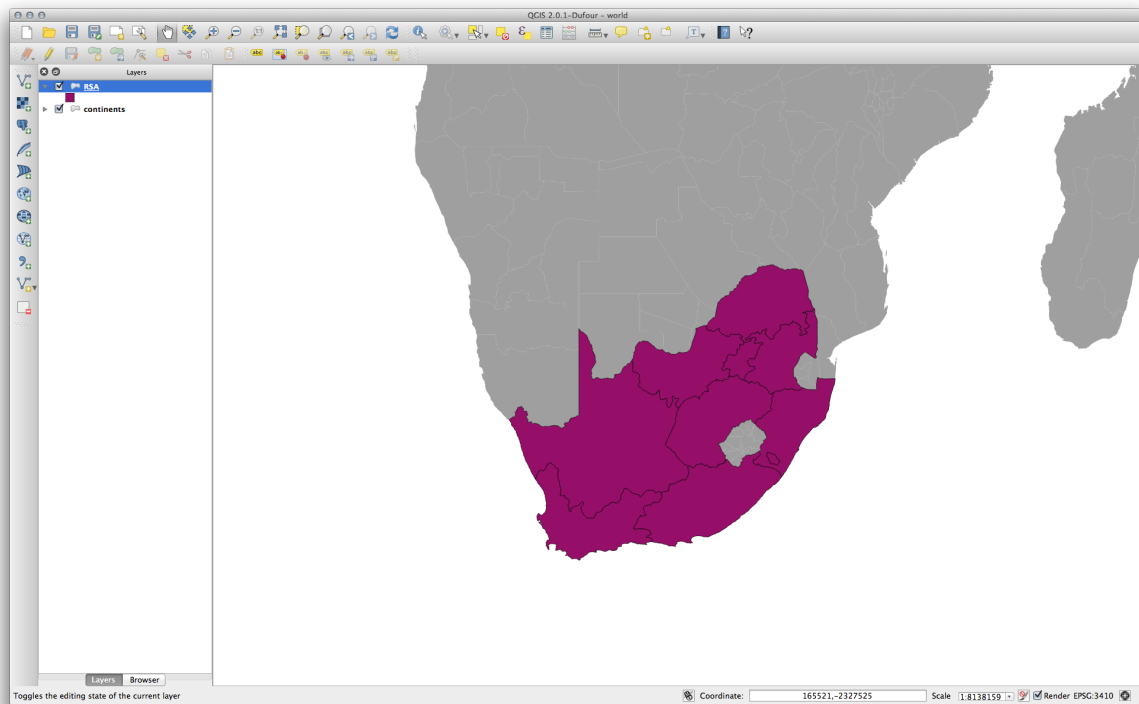 QGIS 2.0.1-Dufour - world
Layers
RSA
continents
Layers Browser
Toggles the editing state of the current layer
Coordinate: 165521,-2327525 Scale 1:8138159 Render EPSG:3410